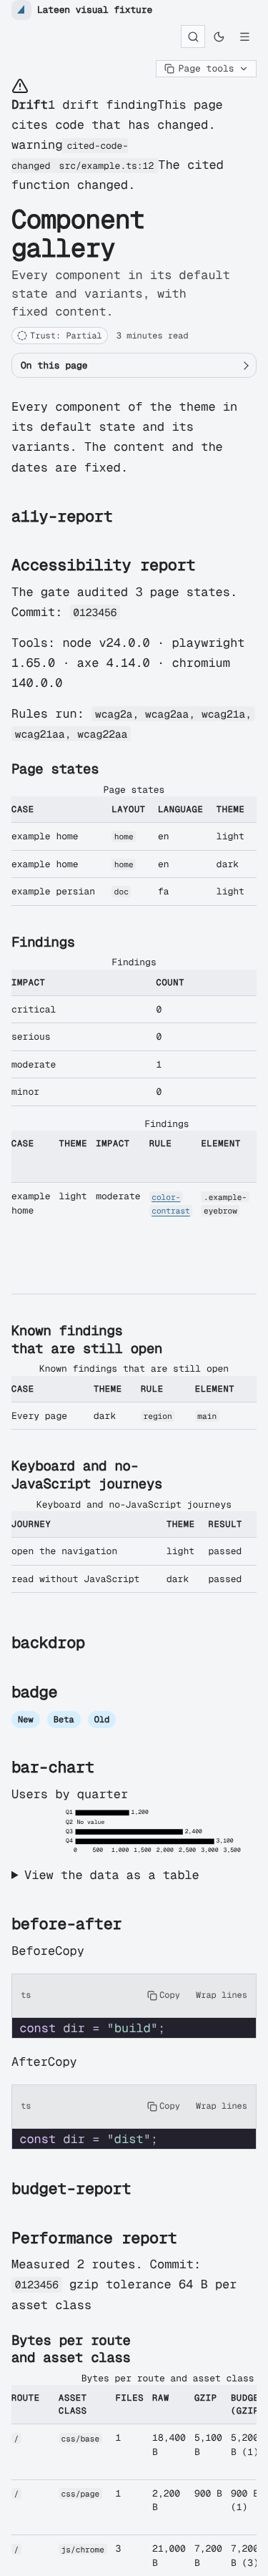 Lateen visual fixture
Page tools
Drift1 drift findingThis page
cites code that has changed.
warning cited-code-
changed src/example.ts:12 The cited
function changed.
Component
gallery
Every component in its default
state and variants, with
fixed content.
Trust: Partial 3 minutes read
On this page
Every component of the theme in
its default state and its
variants. The content and the
dates are fixed.
a11y-report
Accessibility report
The gate audited 3 page states.
Commit: 0123456
Tools: node v24.0.0 · playwright
1.65.0 · axe 4.14.0 · chromium
140.0.0
Rules run: wcag2a, wcag2aa, wcag21a,
wcag21aa, wcag22aa
Page states
Page states
CASE LAYOUT LANGUAGE THEME
example home home en light
example home home en dark
example persian doc fa light
Findings
Findings
IMPACT COUNT
critical 0
serious 0
moderate 1
minor 0
Findings
CASE THEME IMPACT RULE ELEMENT
example light moderate color- .example-
home contrast eyebrow
Known findings
that are still open
Known findings that are still open
CASE THEME RULE ELEMENT
Every page dark region main
Keyboard and no-
JavaScript journeys
Keyboard and no-JavaScript journeys
JOURNEY THEME RESULT
open the navigation light passed
read without JavaScript dark passed
backdrop
badge
New Beta Old
bar-chart
Users by quarter
Q1 1,200
Q2 No value
Q3 2,400
Q4 3,100
0 500 1,000 1,500 2,000 2,500 3,000 3,500
View the data as a table
before-after
BeforeCopy
ts Copy Wrap lines
const dir = "build";
AfterCopy
ts Copy Wrap lines
const dir = "dist";
budget-report
Performance report
Measured 2 routes. Commit:
0123456 gzip tolerance 64 B per
asset class
Bytes per route
and asset class
Bytes per route and asset class
ROUTE ASSET FILES RAW GZIP BUDGE
CLASS (GZIP
/ css/base 1 18,400 5,100 5,200
B B B (1)
/ css/page 1 2,200 900 B 900 B
B (1)
/ js/chrome 3 21,000 7,200 7,200
B B B (3)